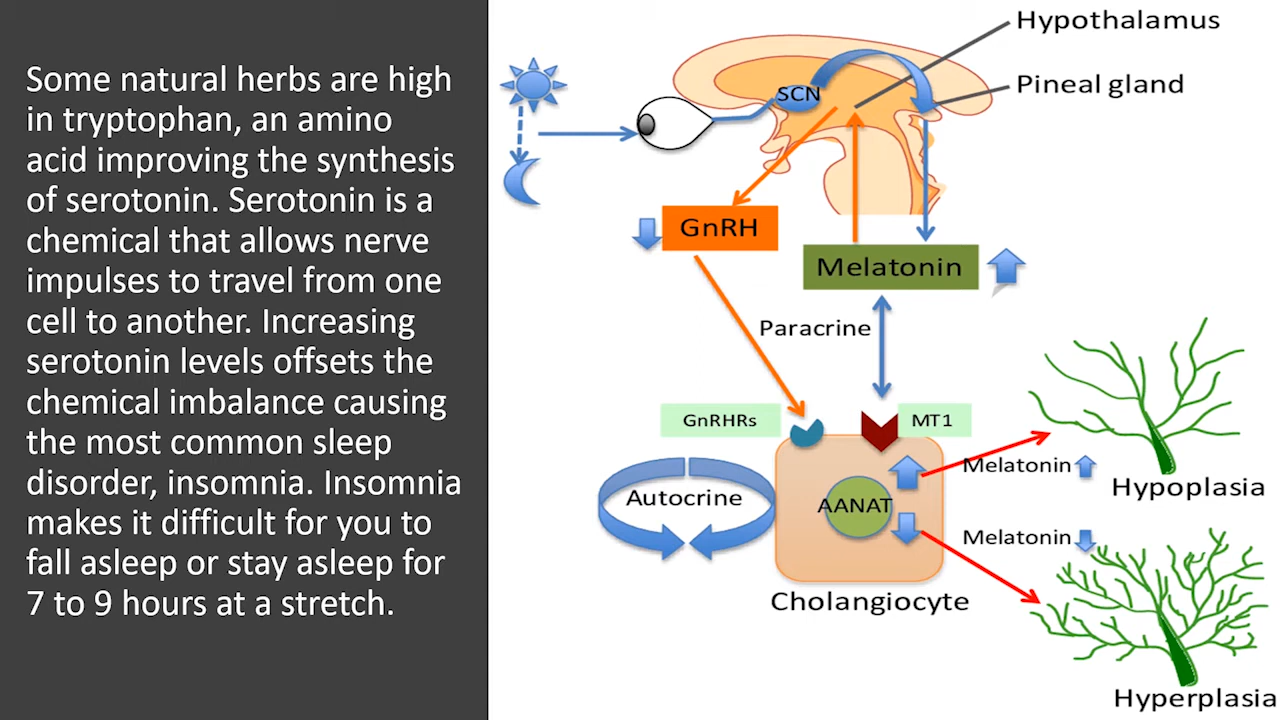 Some natural herbs are high
in tryptophan, an amino
acid improving the synthesis
of serotonin. Serotonin is a
chemical that allows nerve
impulses to travel from one
cell to another. Increasing
serotonin levels offsets the
chemical imbalance causing
the most common sleep
disorder, insomnia. Insomnia
makes it difficult for you to
fall asleep or stay asleep for
7 to 9 hours at a stretch.
Hypothalamus
Pineal gland
SCN
GnRH
Melatonin
Paracrine
GnRHRs
MT1
Autocrine
AANAT
Melatonin
Hypoplasia
Melatonin
Cholangiocyte
Hyperplasia